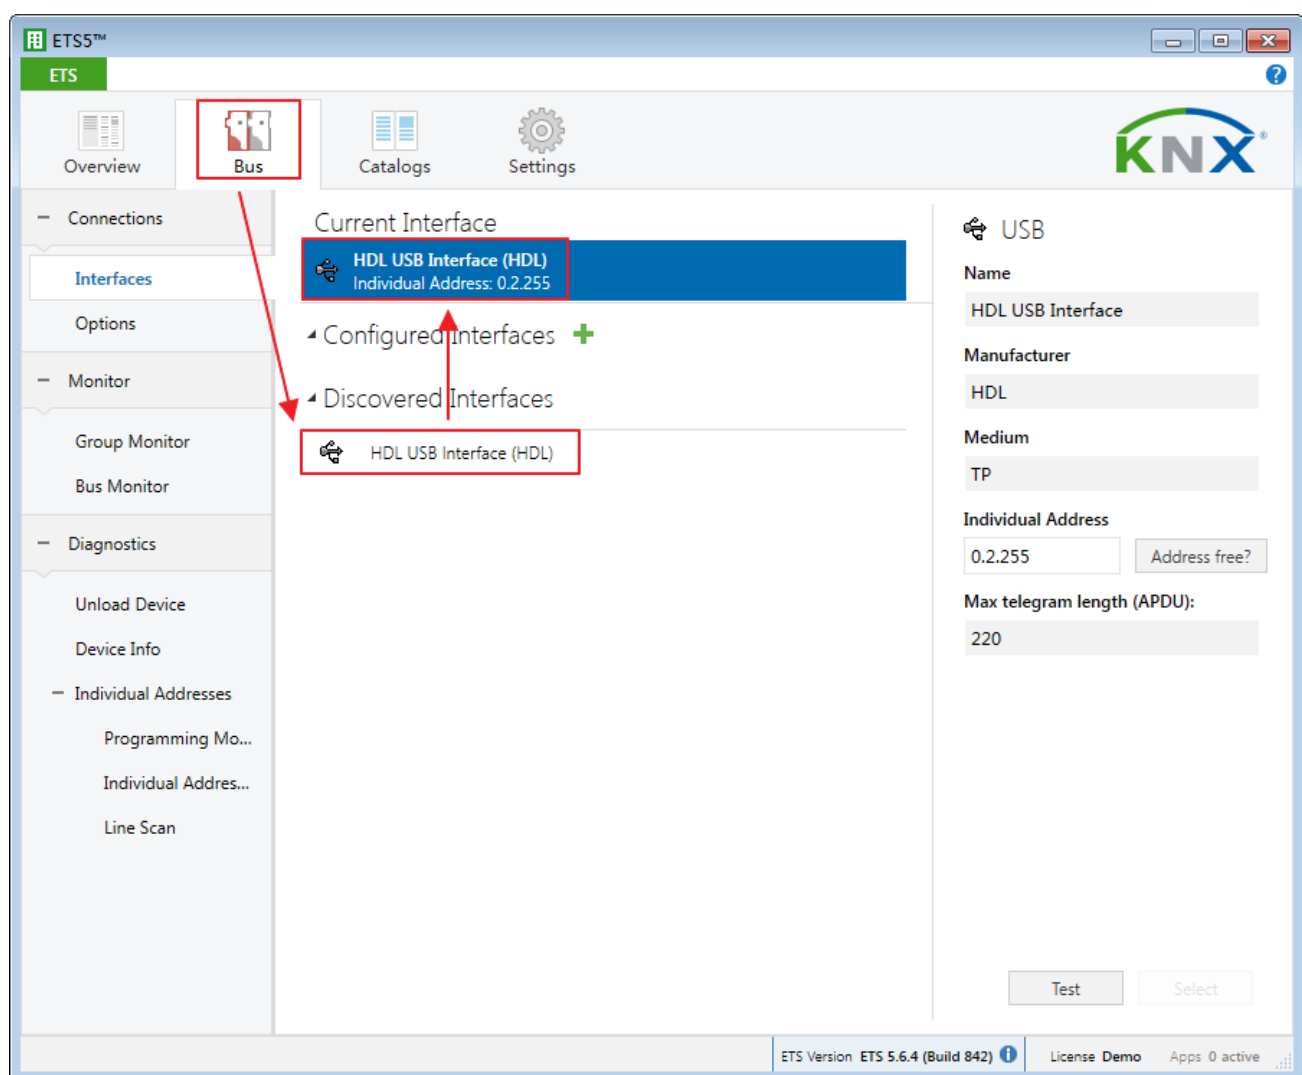 ETS5™
ETS
Overview
Bus
Catalogs
Settings
KNX®
Connections
Interfaces
Options
Monitor
Group Monitor
Bus Monitor
Diagnostics
Unload Device
Device Info
Individual Addresses
Programming Mo...
Individual Addres...
Line Scan
Current Interface
HDL USB Interface (HDL)
Individual Address: 0.2.255
Configured Interfaces
Discovered Interfaces
HDL USB Interface (HDL)
USB
Name
HDL USB Interface
Manufacturer
HDL
Medium
TP
Individual Address
0.2.255
Address free?
Max telegram length (APDU):
220
Test
Select
ETS Version ETS 5.6.4 (Build 842)
License Demo
Apps 0 active